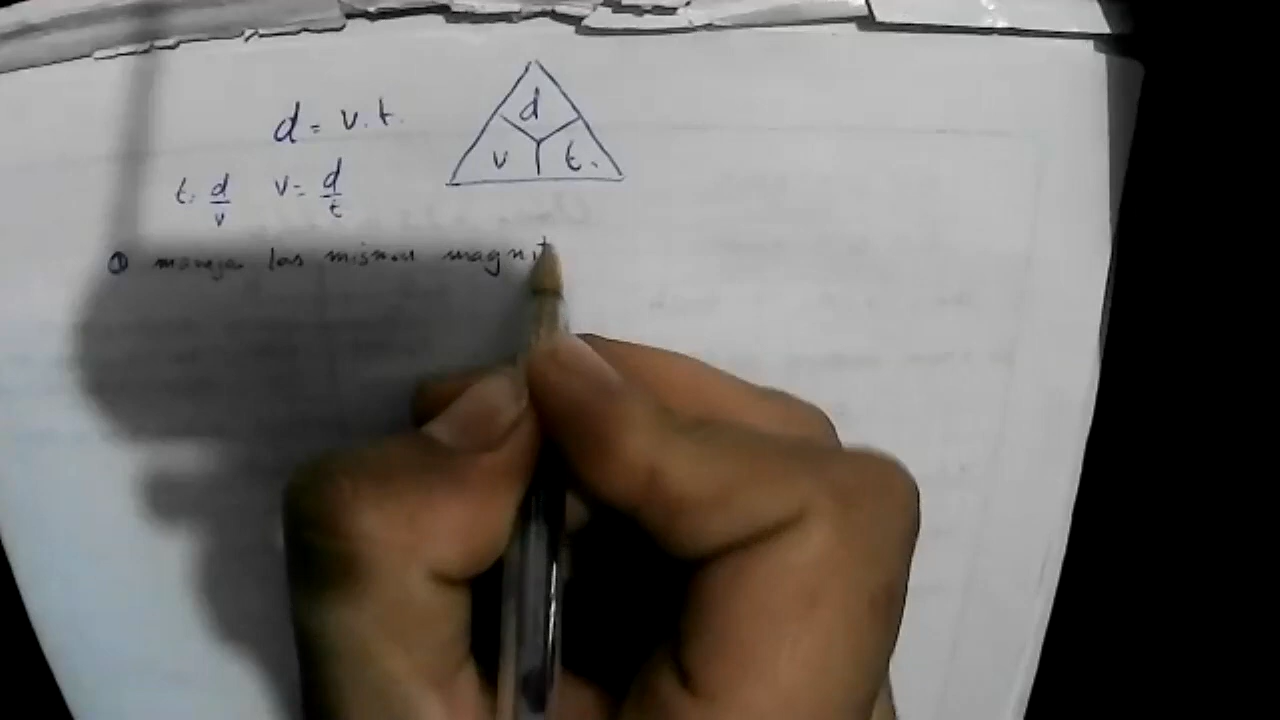 d = v.t.
d
v t.
t = d/v v = d/t
① maneja las mismas magnit